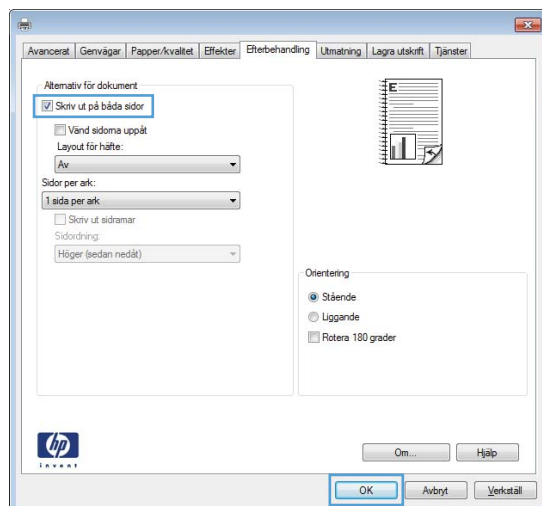 Avancerat Genvägar Papper/kvalitet Effekter Efterbehandling Utmatning Lagra utskrift Tjänster
Alternativ för dokument
Skriv ut på båda sidor
Vänd sidorna uppåt
Layout för häfte:
Av
Sidor per ark:
1 sida per ark
Skriv ut sidramar
Sidordning:
Höger (sedan nedåt)
E
Orientering
Stående
Liggande
Rotera 180 grader
hp
invent
Om... Hjälp
OK Avbryt Verkställ